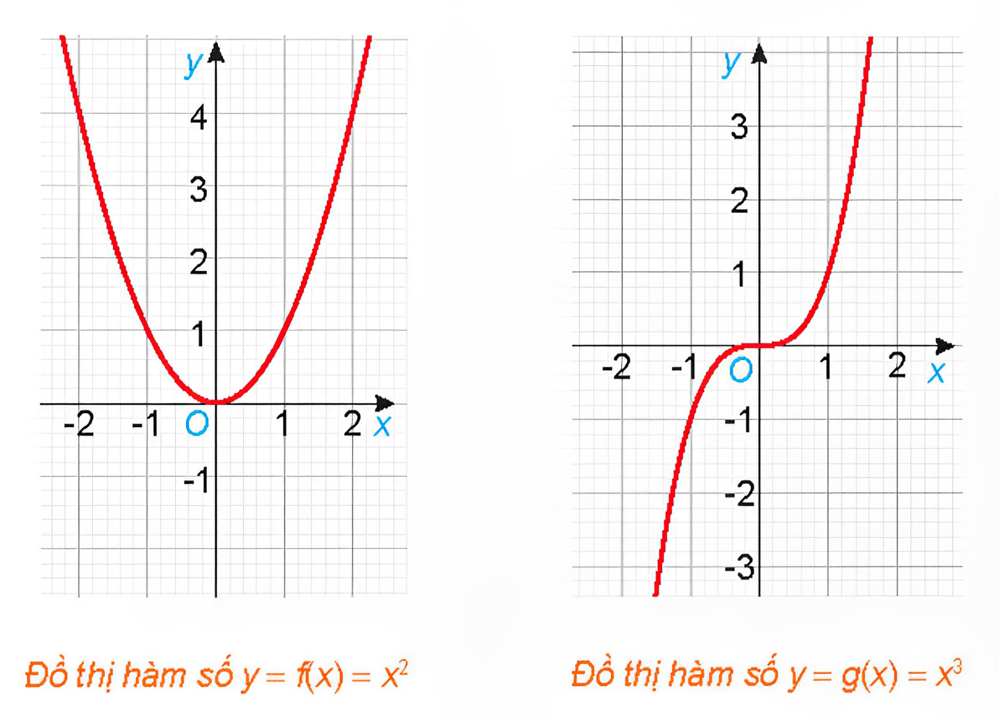 y
4
3
2
1
-2 -1 O 1 2 x
-1
Đồ thị hàm số y = f(x) = x²
y
3
2
1
-2 -1 O 1 2 x
-1
-2
-3
Đồ thị hàm số y = g(x) = x³